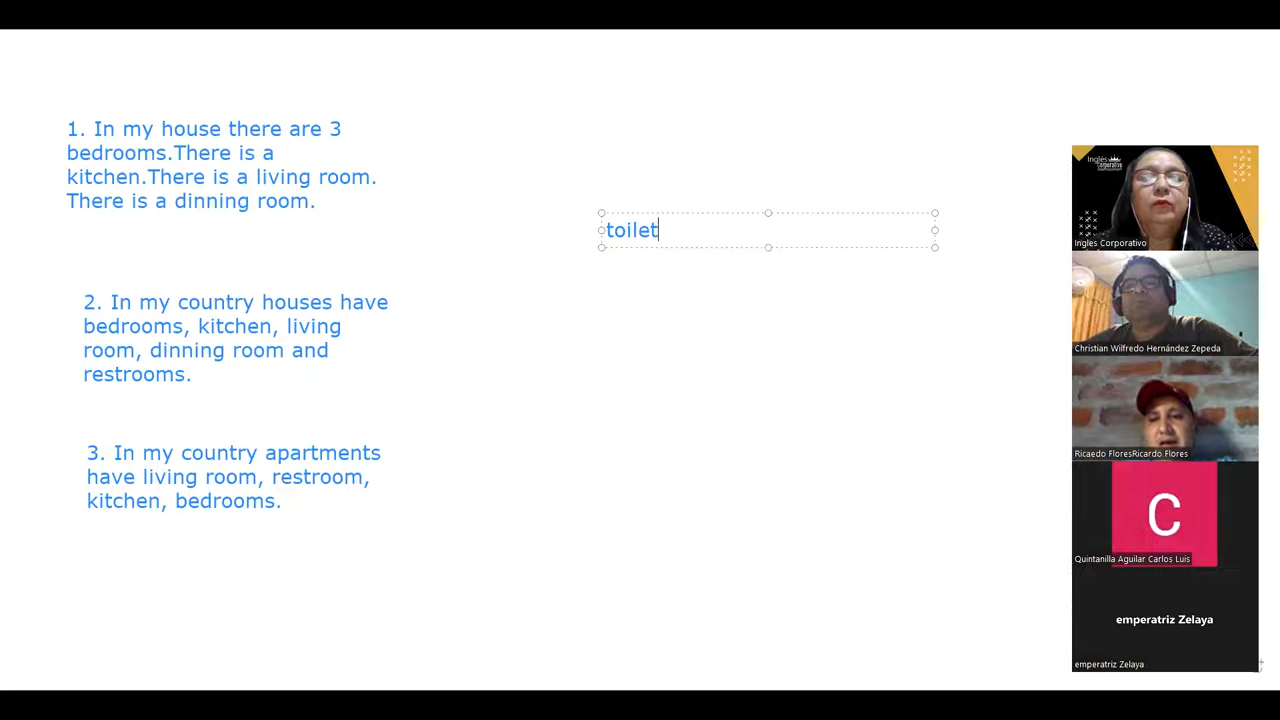 1. In my house there are 3
bedrooms.There is a
kitchen.There is a living room.
There is a dinning room.
toilet
2. In my country houses have
bedrooms, kitchen, living
room, dinning room and
restrooms.
3. In my country apartments
have living room, restroom,
kitchen, bedrooms.
Inglés
Corporativo
Ingles Corporativo
Christian Wilfredo Hernández Zepeda
Ricaedo FloresRicardo Flores
C
Quintanilla Aguilar Carlos Luis
emperatriz Zelaya
emperatriz Zelaya